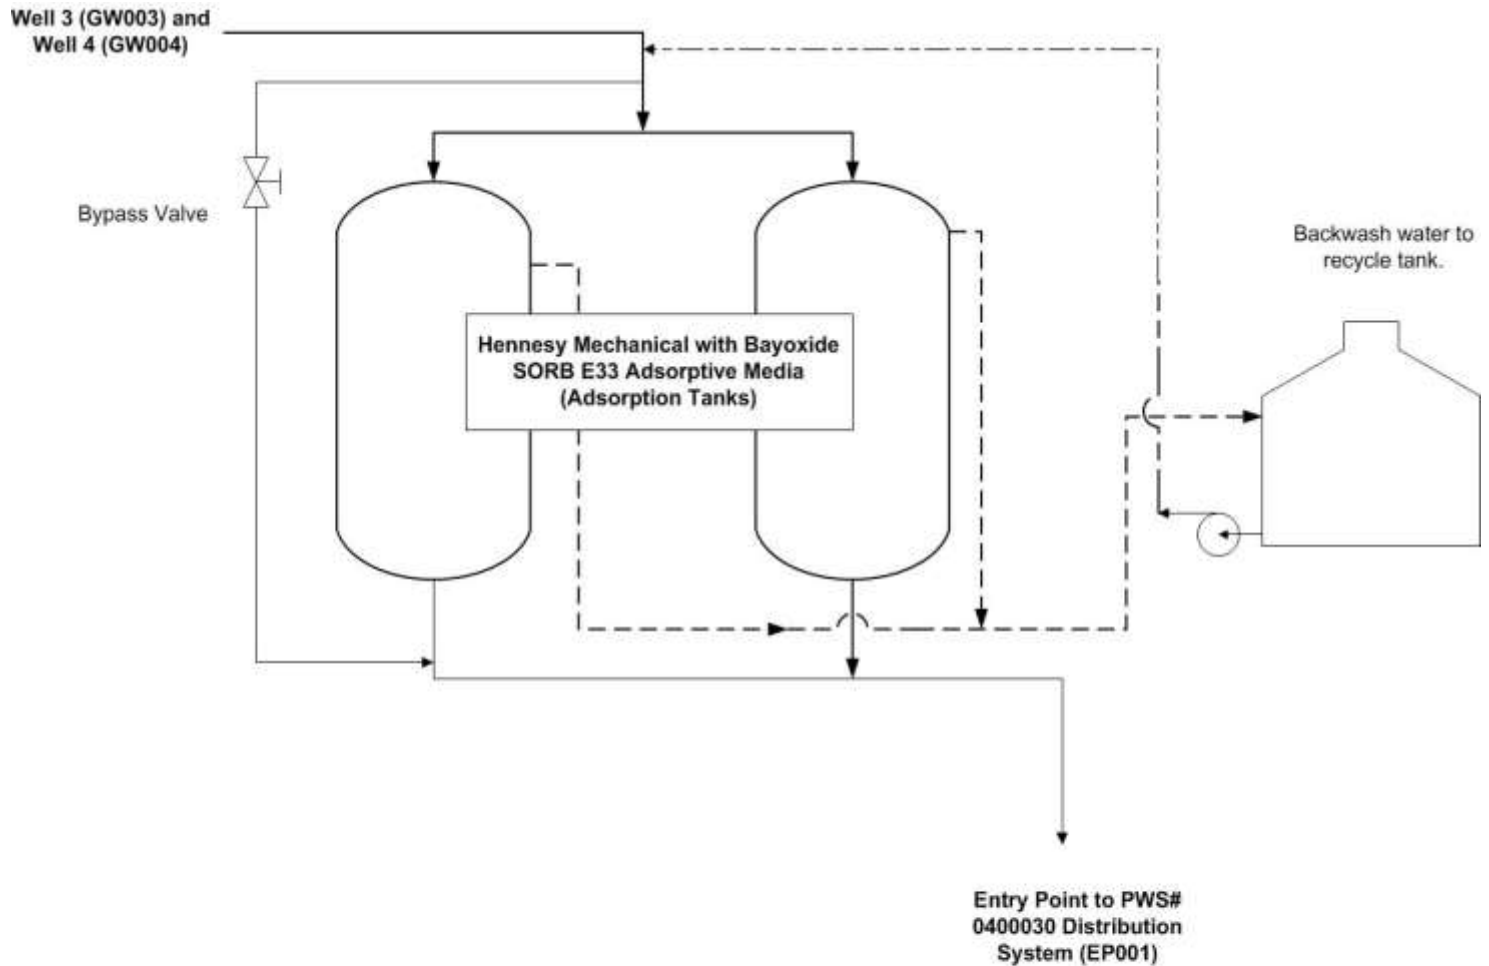 Well 3 (GW003) and
Well 4 (GW004)
Bypass Valve
Backwash water to
recycle tank.
Hennesy Mechanical with Bayoxide
SORB E33 Adsorptive Media
(Adsorption Tanks)
Entry Point to PWS#
0400030 Distribution
System (EP001)